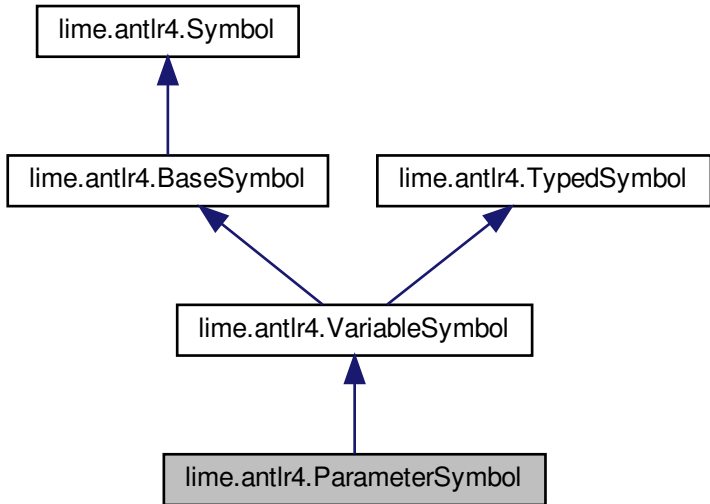 lime.antlr4.Symbol
lime.antlr4.BaseSymbol
lime.antlr4.TypedSymbol
lime.antlr4.VariableSymbol
lime.antlr4.ParameterSymbol